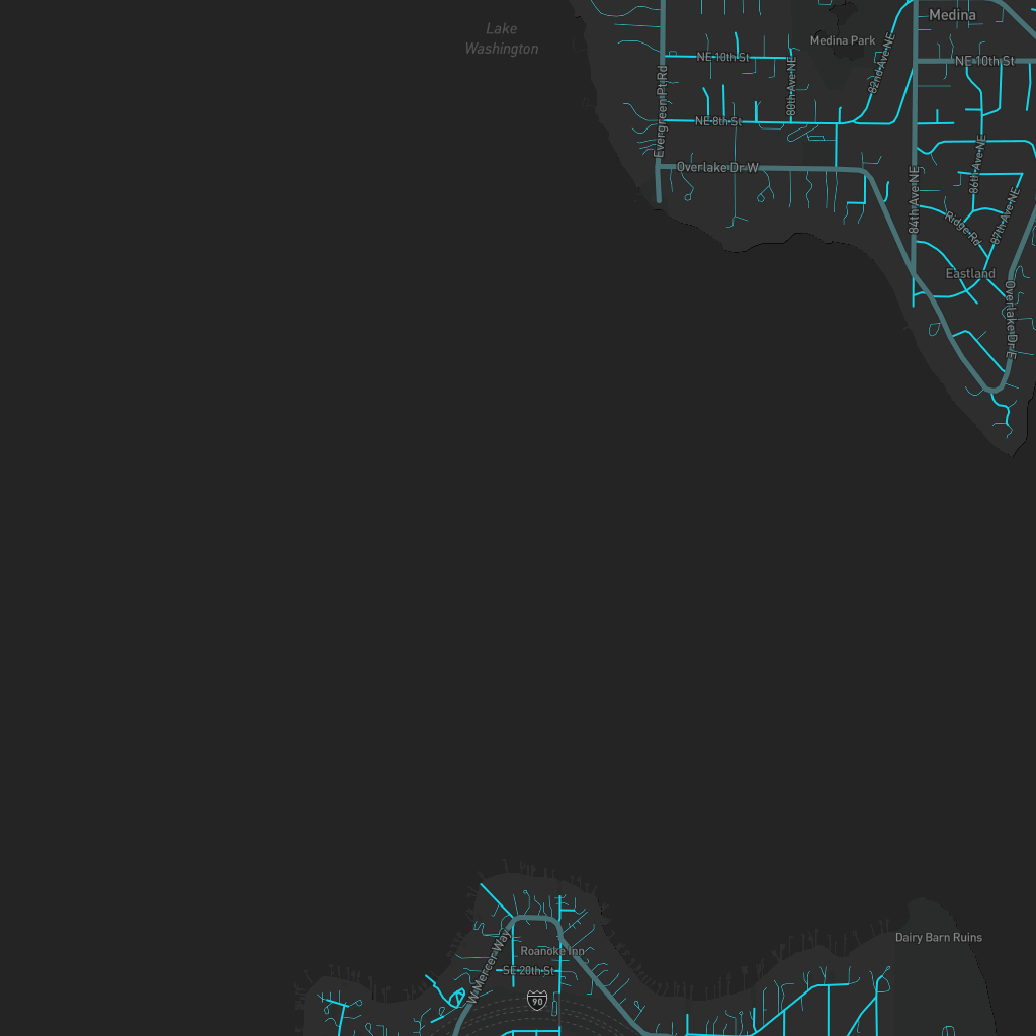 Lake
Washington
Medina
Medina Park
82nd Ave NE
NE 10th St
NE 10th St
80th Ave NE
Evergreen Pt Rd
NE 8th St
Overlake Dr W
84th Ave NE
86th Ave NE
87th Ave NE
Ridge Rd
Eastland
Overlake Dr E
Dairy Barn Ruins
Roanoke Inn
W Mercer Way
SE 20th St
90